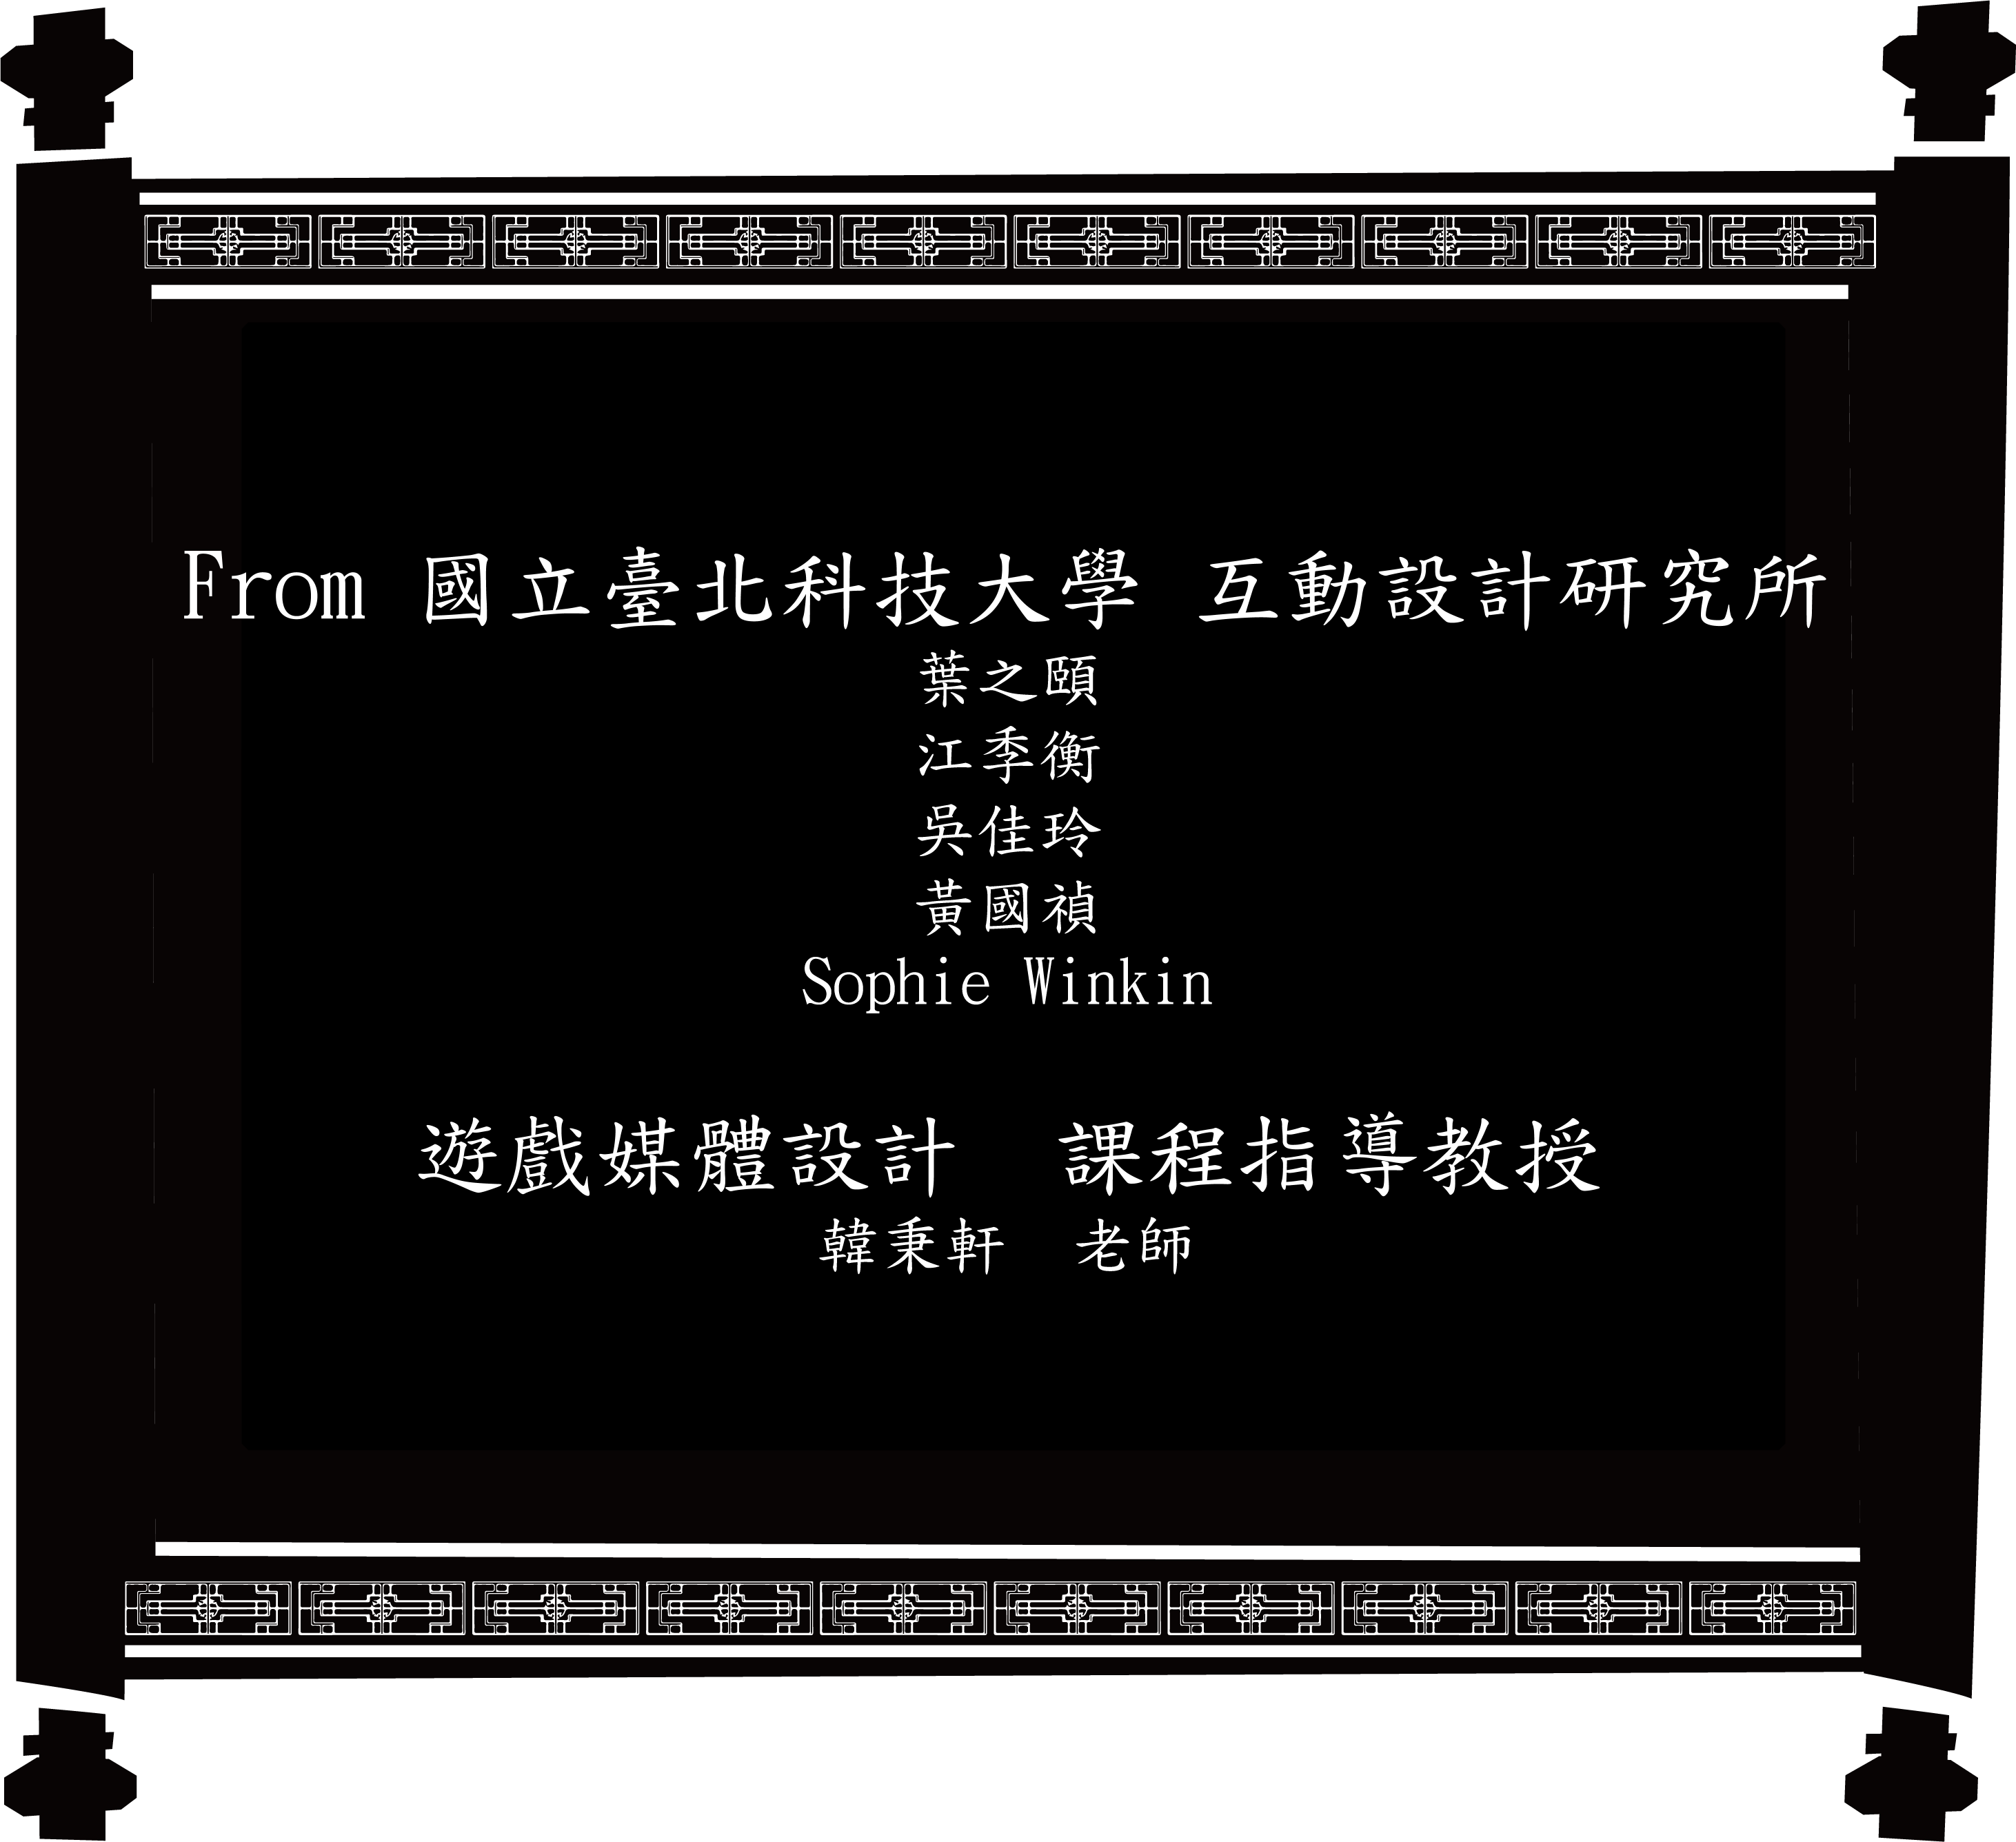 From 國立臺北科技大學 互動設計研究所
葉之頤
江季衡
吳佳玲
黃國禎
Sophie Winkin
遊戲媒體設計 課程指導教授
韓秉軒 老師